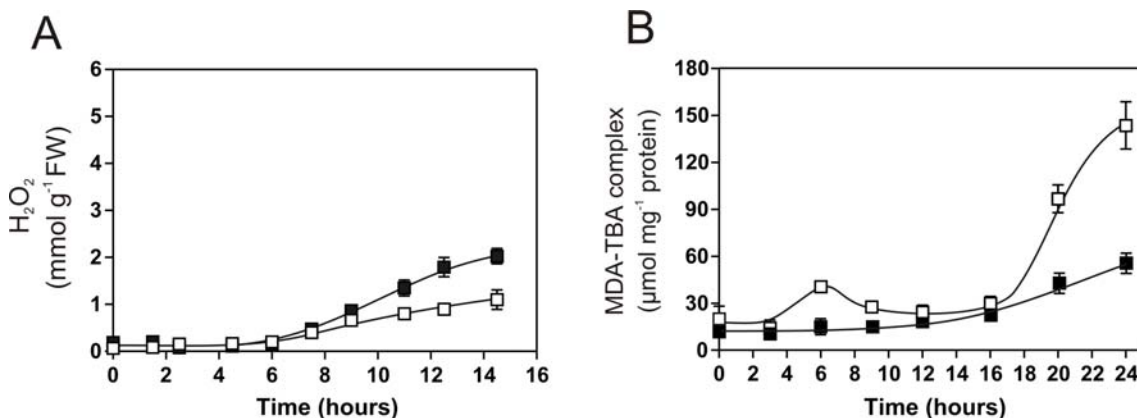 A
H₂O₂
(mmol g⁻¹ FW)
6
5
4
3
2
1
0
0 2 4 6 8 10 12 14 16
Time (hours)
B
MDA-TBA complex
(µmol mg⁻¹ protein)
180
150
120
90
60
30
0
0 2 4 6 8 10 12 14 16 18 20 22 24
Time (hours)